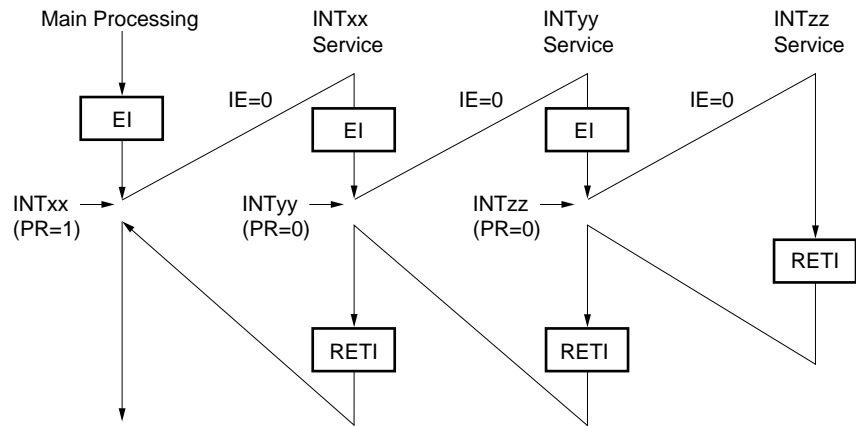 Main Processing
INTxx
Service
INTyy
Service
INTzz
Service
EI
IE=0
EI
IE=0
EI
IE=0
INTxx
(PR=1)
INTyy
(PR=0)
INTzz
(PR=0)
RETI
RETI
RETI